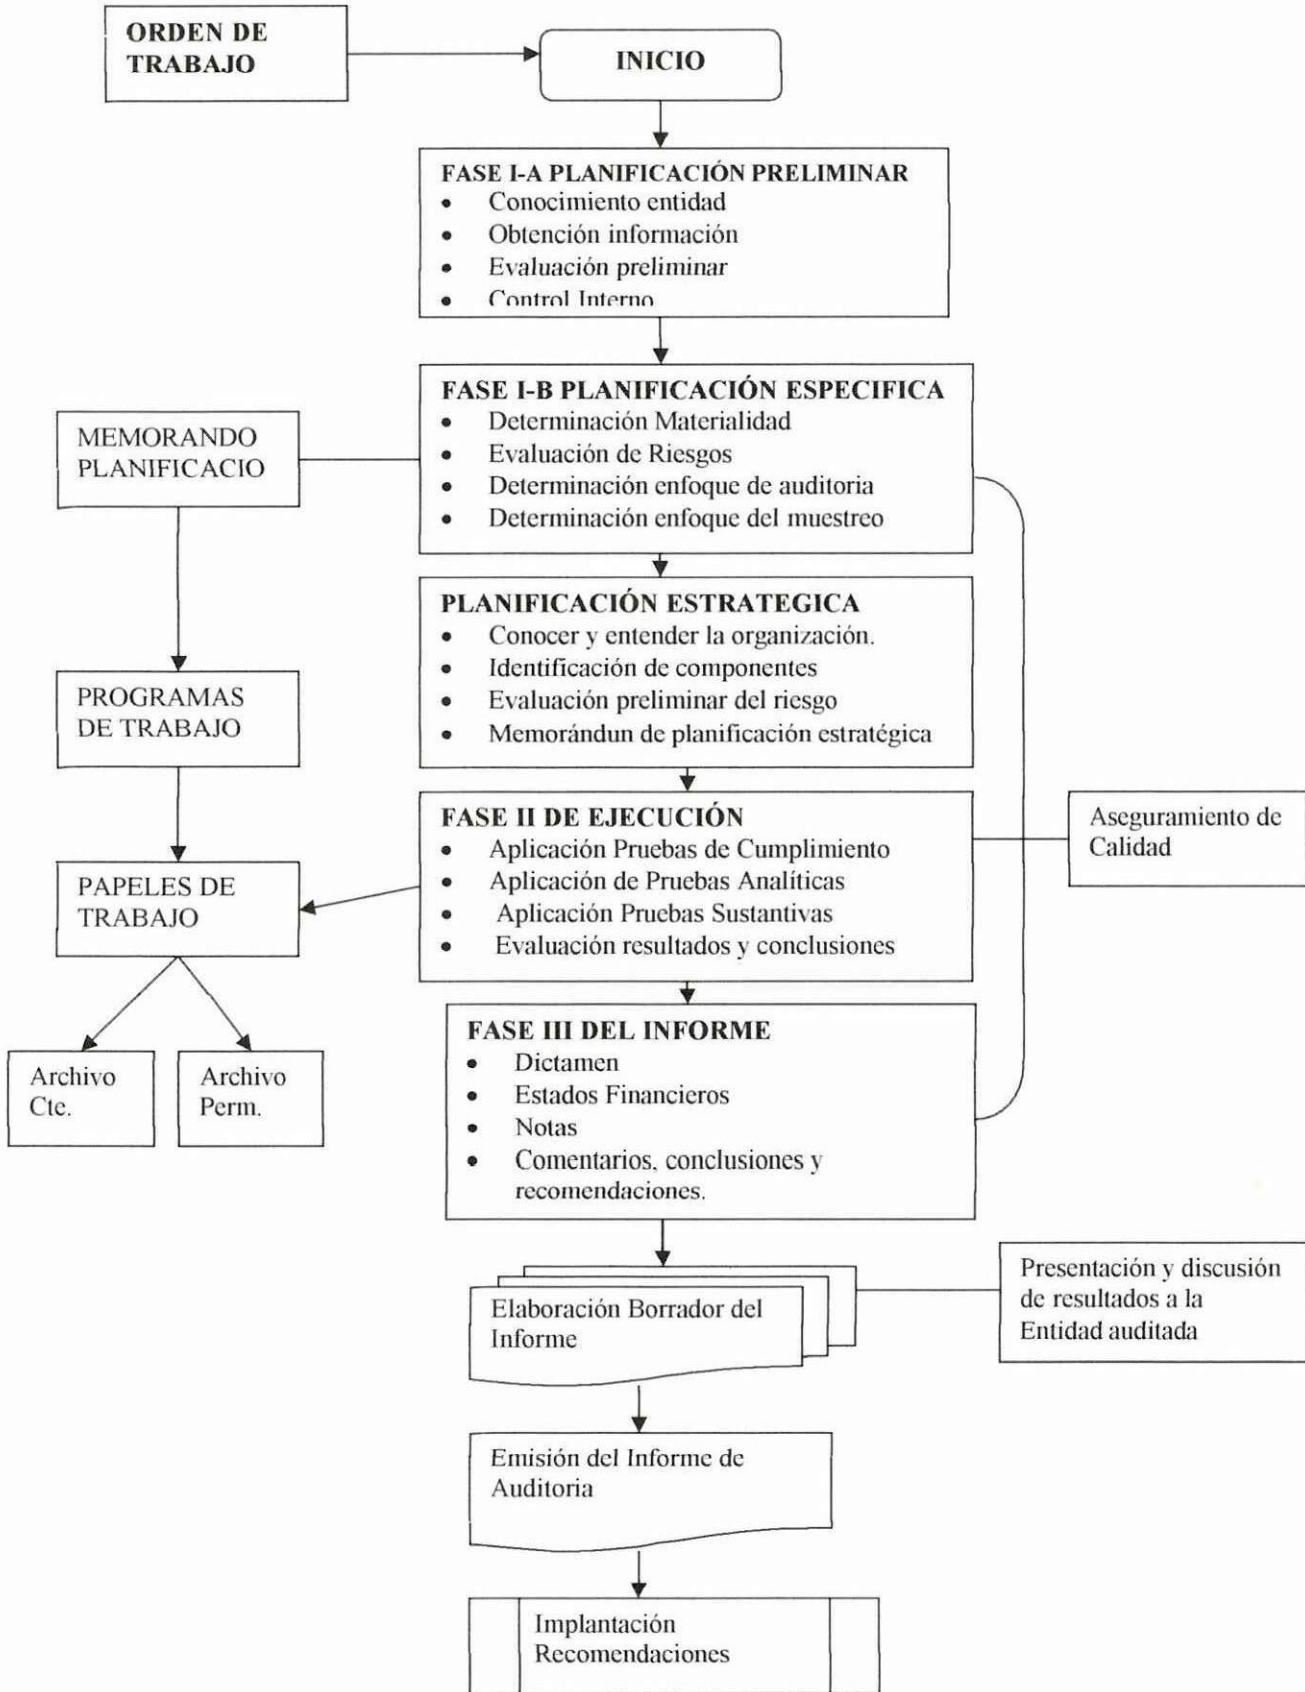 ORDEN DE
TRABAJO
INICIO
FASE I-A PLANIFICACIÓN PRELIMINAR
• Conocimiento entidad
• Obtención información
• Evaluación preliminar
• Control Interno
FASE I-B PLANIFICACIÓN ESPECIFICA
• Determinación Materialidad
• Evaluación de Riesgos
• Determinación enfoque de auditoria
• Determinación enfoque del muestreo
MEMORANDO
PLANIFICACIO
PLANIFICACIÓN ESTRATEGICA
• Conocer y entender la organización.
• Identificación de componentes
• Evaluación preliminar del riesgo
• Memorándun de planificación estratégica
PROGRAMAS
DE TRABAJO
FASE II DE EJECUCIÓN
• Aplicación Pruebas de Cumplimiento
• Aplicación de Pruebas Analíticas
• Aplicación Pruebas Sustantivas
• Evaluación resultados y conclusiones
Aseguramiento de
Calidad
PAPELES DE
TRABAJO
Archivo
Cte.
Archivo
Perm.
FASE III DEL INFORME
• Dictamen
• Estados Financieros
• Notas
• Comentarios, conclusiones y
recomendaciones.
Elaboración Borrador del
Informe
Presentación y discusión
de resultados a la
Entidad auditada
Emisión del Informe de
Auditoria
Implantación
Recomendaciones